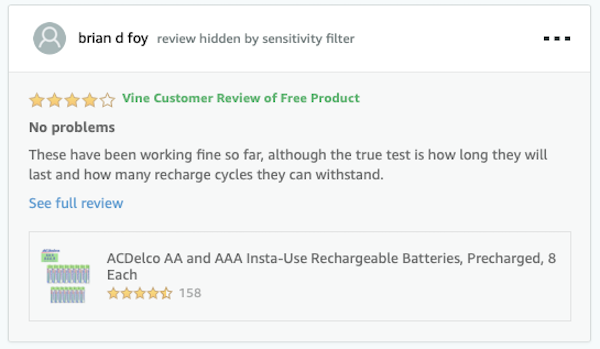 brian d foy review hidden by sensitivity filter
Vine Customer Review of Free Product
No problems
These have been working fine so far, although the true test is how long they will
last and how many recharge cycles they can withstand.
See full review
ACDelco AA and AAA Insta-Use Rechargeable Batteries, Precharged, 8
Each
158